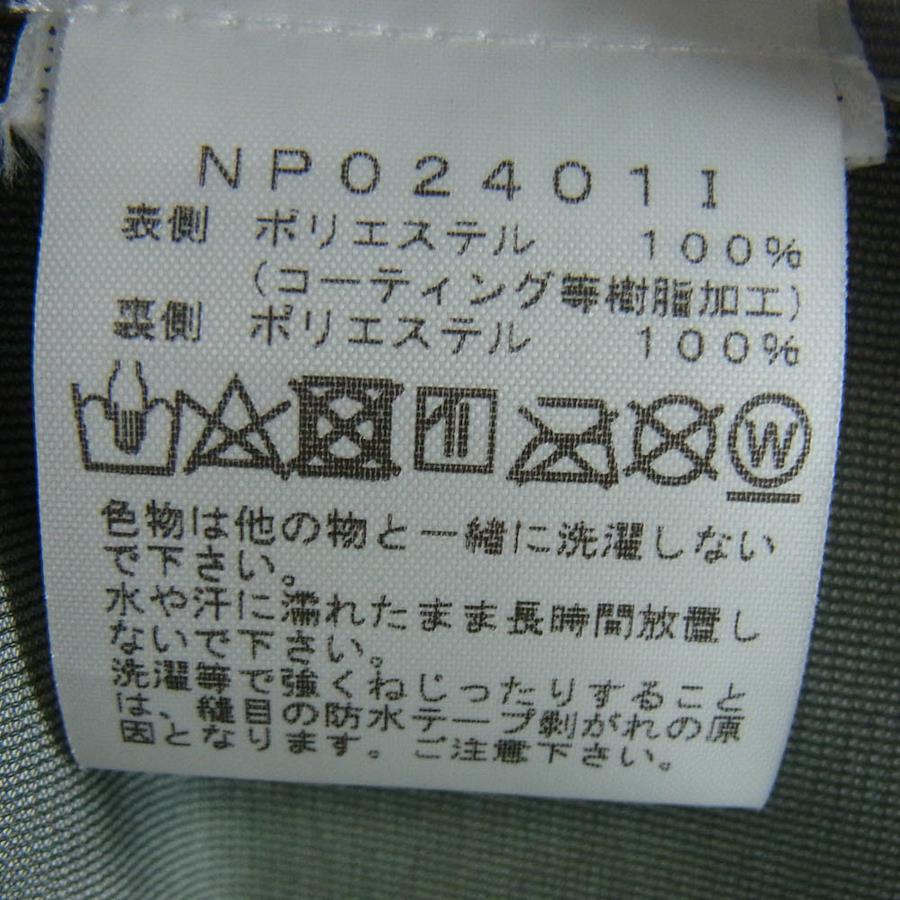 NP02401I
表側 ポリエステル 100%
(コーティング等樹脂加工)
裏側 ポリエステル 100%
W
色物は他の物と一緒に洗濯しない
で下さい。
水や汗に濡れたまま長時間放置し
ないで下さい。
洗濯等で強くねじったりすること
は、縫目の防水テープ剥がれの原
因となります。ご注意下さい。